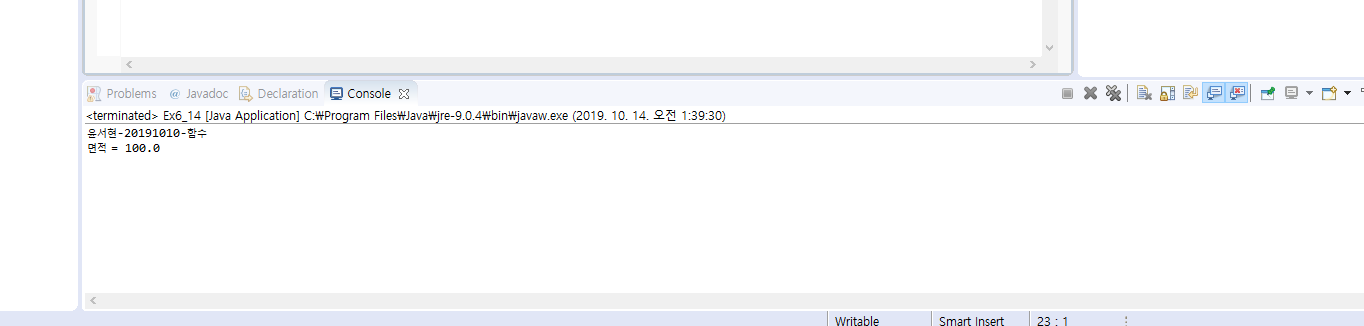 Problems @ Javadoc Declaration Console
<terminated> Ex6_14 [Java Application] C:₩Program Files₩Java₩jre-9.0.4₩bin₩javaw.exe (2019. 10. 14. 오전 1:39:30)
윤서현-20191010-함수
면적 = 100.0
Writable Smart Insert 23 : 1